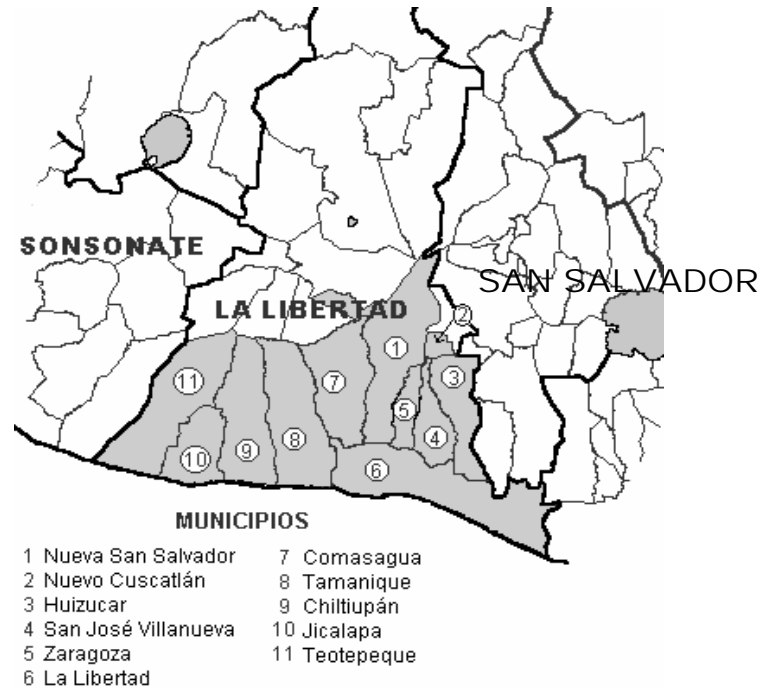 SONSONATE
SAN SALVADOR
LA LIBERTAD
2
1
11
7
3
5
4
8
9
10
6
MUNICIPIOS
1 Nueva San Salvador
2 Nuevo Cuscatlán
3 Huizucar
4 San José Villanueva
5 Zaragoza
6 La Libertad
7 Comasagua
8 Tamanique
9 Chiltiupán
10 Jicalapa
11 Teotepeque